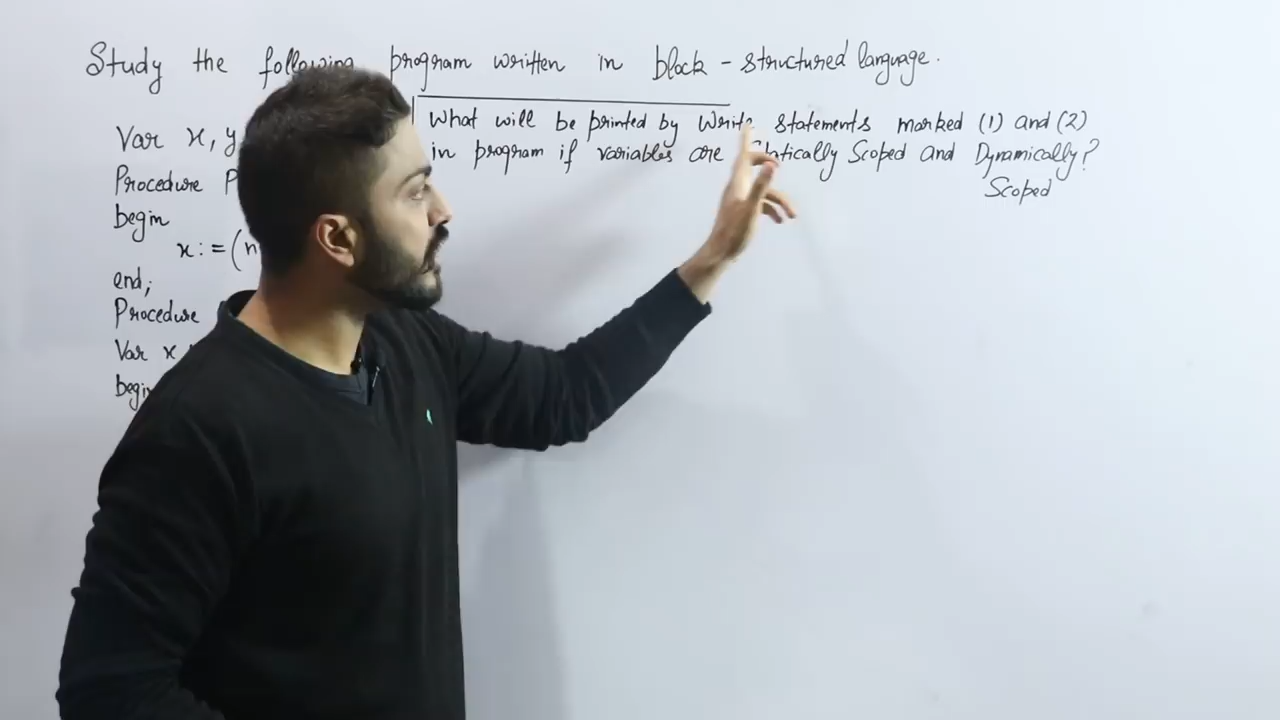 Study the following program written in block - structured language.
What will be printed by Write statements marked (1) and (2)
in program if variables are Statically Scoped and Dynamically?
Scoped
Var x, y
Procedure P
begin
x := (n
end;
Procedure
Var x
begin